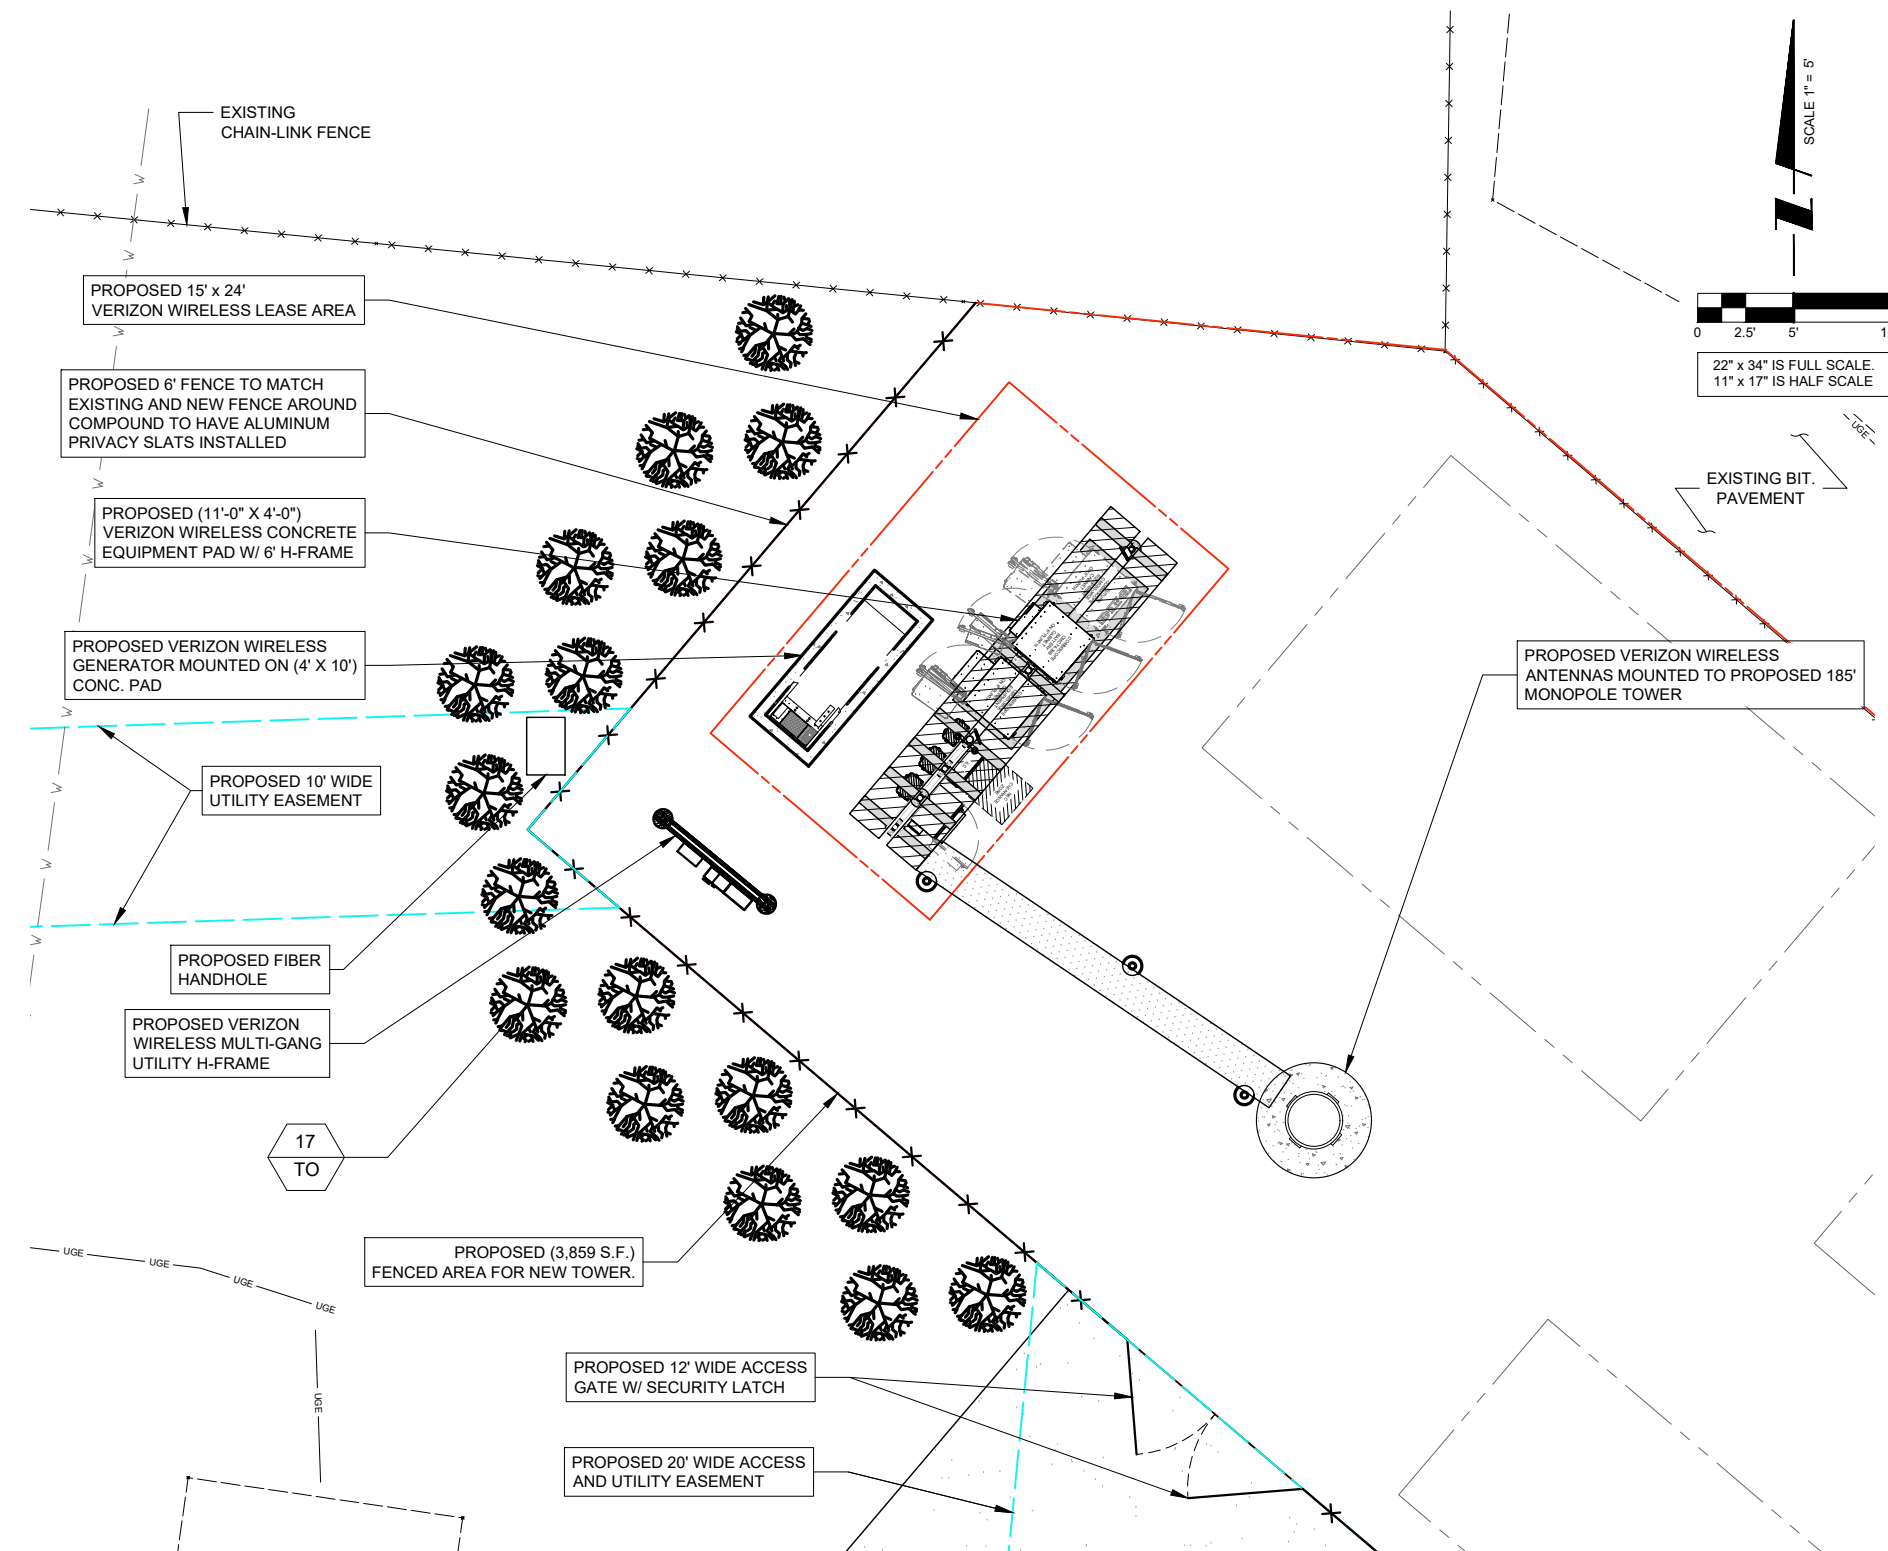 EXISTING
CHAIN-LINK FENCE
SCALE 1" = 5'
PROPOSED 15' x 24'
VERIZON WIRELESS LEASE AREA
0 2.5' 5' 1
22" x 34" IS FULL SCALE.
11" x 17" IS HALF SCALE
PROPOSED 6' FENCE TO MATCH
EXISTING AND NEW FENCE AROUND
COMPOUND TO HAVE ALUMINUM
PRIVACY SLATS INSTALLED
UGE
EXISTING BIT.
PAVEMENT
PROPOSED (11'-0" X 4'-0")
VERIZON WIRELESS CONCRETE
EQUIPMENT PAD W/ 6' H-FRAME
PROPOSED VERIZON WIRELESS
GENERATOR MOUNTED ON (4' X 10')
CONC. PAD
PROPOSED VERIZON WIRELESS
ANTENNAS MOUNTED TO PROPOSED 185'
MONOPOLE TOWER
PROPOSED 10' WIDE
UTILITY EASEMENT
PROPOSED FIBER
HANDHOLE
PROPOSED VERIZON
WIRELESS MULTI-GANG
UTILITY H-FRAME
17
TO
PROPOSED (3,859 S.F.)
FENCED AREA FOR NEW TOWER.
UGE
UGE
UGE
UGE
UGE
PROPOSED 12' WIDE ACCESS
GATE W/ SECURITY LATCH
PROPOSED 20' WIDE ACCESS
AND UTILITY EASEMENT
W
W
W
W
W
W
W
W
W
W